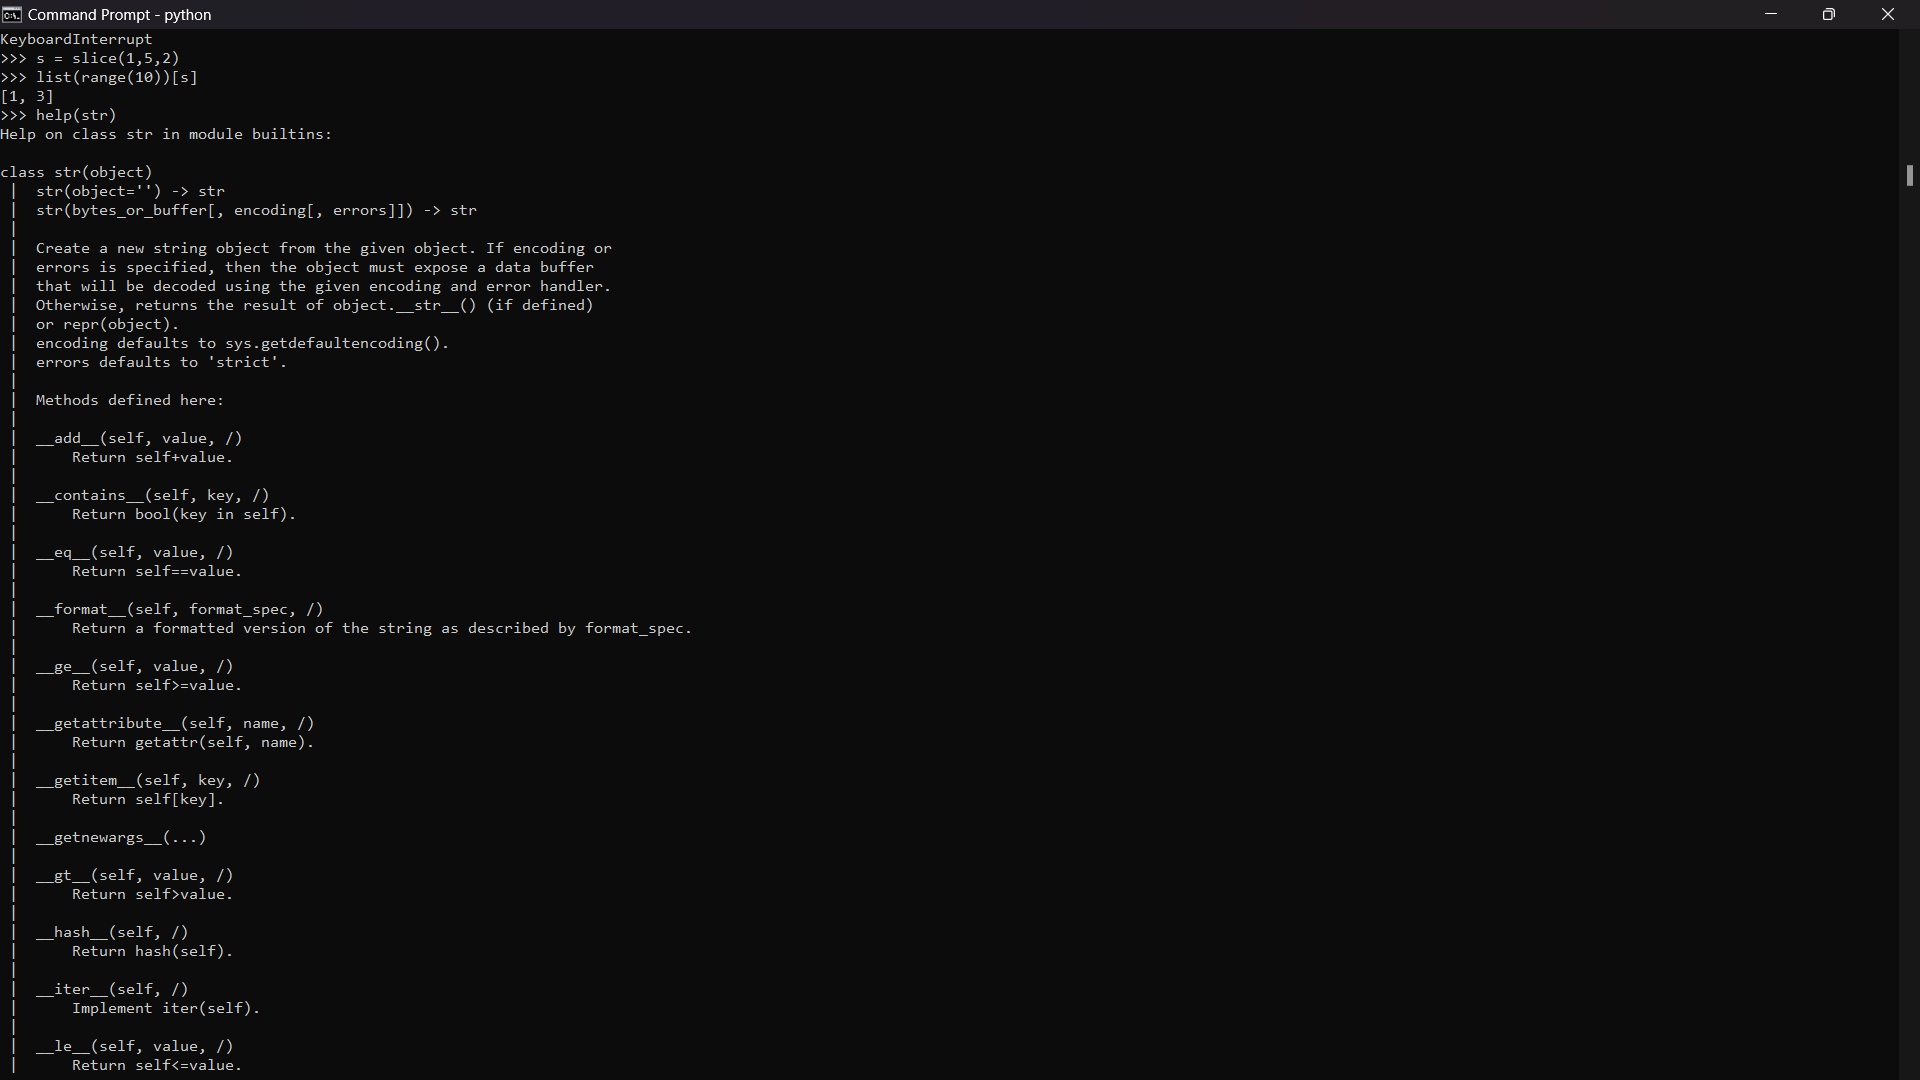 Command Prompt - python
KeyboardInterrupt
>>> s = slice(1,5,2)
>>> list(range(10))[s]
[1, 3]
>>> help(str)
Help on class str in module builtins:

class str(object)
 |  str(object='') -> str
 |  str(bytes_or_buffer[, encoding[, errors]]) -> str
 |
 |  Create a new string object from the given object. If encoding or
 |  errors is specified, then the object must expose a data buffer
 |  that will be decoded using the given encoding and error handler.
 |  Otherwise, returns the result of object.__str__() (if defined)
 |  or repr(object).
 |  encoding defaults to sys.getdefaultencoding().
 |  errors defaults to 'strict'.
 |
 |  Methods defined here:
 |
 |  __add__(self, value, /)
 |      Return self+value.
 |
 |  __contains__(self, key, /)
 |      Return bool(key in self).
 |
 |  __eq__(self, value, /)
 |      Return self==value.
 |
 |  __format__(self, format_spec, /)
 |      Return a formatted version of the string as described by format_spec.
 |
 |  __ge__(self, value, /)
 |      Return self>=value.
 |
 |  __getattribute__(self, name, /)
 |      Return getattr(self, name).
 |
 |  __getitem__(self, key, /)
 |      Return self[key].
 |
 |  __getnewargs__(...)
 |
 |  __gt__(self, value, /)
 |      Return self>value.
 |
 |  __hash__(self, /)
 |      Return hash(self).
 |
 |  __iter__(self, /)
 |      Implement iter(self).
 |
 |  __le__(self, value, /)
 |      Return self<=value.